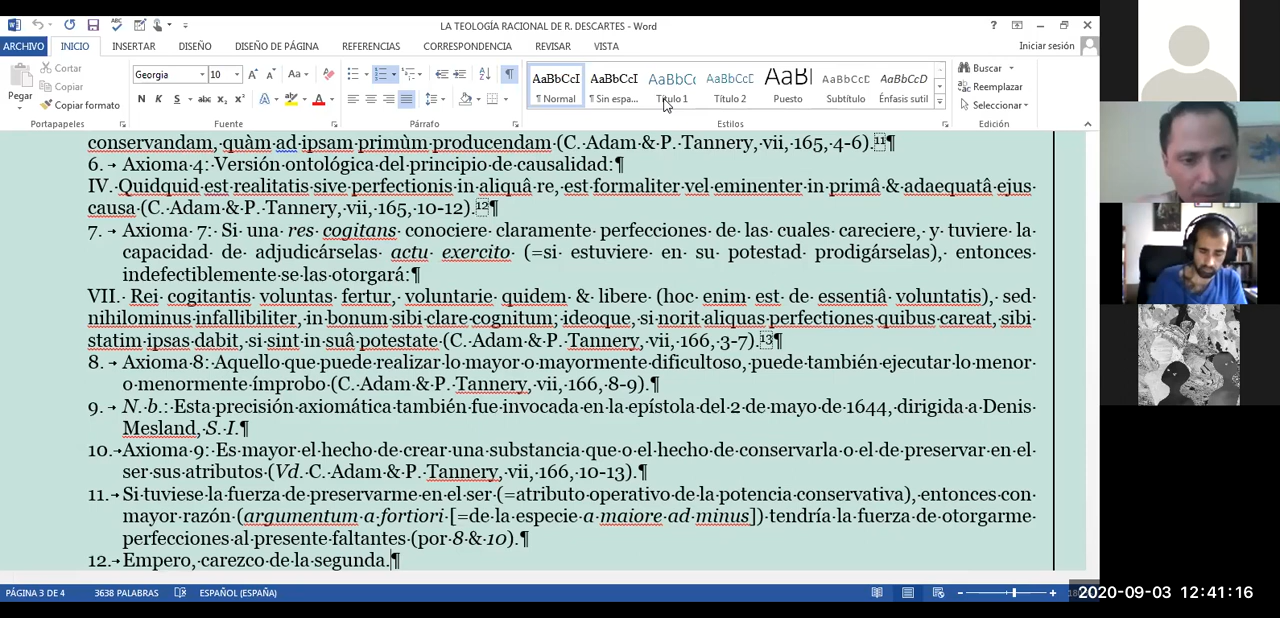 LA TEOLOGÍA RACIONAL DE R. DESCARTES - Word
ARCHIVO INICIO INSERTAR DISEÑO DISEÑO DE PÁGINA REFERENCIAS CORRESPONDENCIA REVISAR VISTA Iniciar sesión
Pegar
Cortar
Copiar
Copiar formato
Portapapeles
Georgia 10
Fuente
Párrafo
AaBbCcI AaBbCcI AaBbCc AaBbCcE AaBl AaBbCcD AaBbCcD
¶ Normal ¶ Sin espa... Título 1 Título 2 Puesto Subtítulo Énfasis sutil
Estilos
Buscar
Reemplazar
Seleccionar
Edición
conservandam, quàm ad ipsam primùm producendam (C. Adam & P. Tannery, vii, 165, 4-6).11¶
6. Axioma 4: Versión ontológica del principio de causalidad:¶
IV. Quidquid est realitatis sive perfectionis in aliquâ re, est formaliter vel eminenter in primâ & adaequatâ ejus
causa (C. Adam & P. Tannery, vii, 165, 10-12).12¶
7. Axioma 7: Si una res cogitans conociere claramente perfecciones de las cuales careciere, y tuviere la
capacidad de adjudicárselas actu exercito (=si estuviere en su potestad prodigárselas), entonces
indefectiblemente se las otorgará:¶
VII. Rei cogitantis voluntas fertur, voluntarie quidem & libere (hoc enim est de essentiâ voluntatis), sed
nihilominus infallibiliter, in bonum sibi clare cognitum; ideoque, si norit aliquas perfectiones quibus careat, sibi
statim ipsas dabit, si sint in suâ potestate (C. Adam & P. Tannery, vii, 166, 3-7).13¶
8. Axioma 8: Aquello que puede realizar lo mayor o mayormente dificultoso, puede también ejecutar lo menor
o menormente ímprobo (C. Adam & P. Tannery, vii, 166, 8-9).¶
9. N. b.: Esta precisión axiomática también fue invocada en la epístola del 2 de mayo de 1644, dirigida a Denis
Mesland, S. I.¶
10. Axioma 9: Es mayor el hecho de crear una substancia que o el hecho de conservarla o el de preservar en el
ser sus atributos (Vd. C. Adam & P. Tannery, vii, 166, 10-13).¶
11. Si tuviese la fuerza de preservarme en el ser (=atributo operativo de la potencia conservativa), entonces con
mayor razón (argumentum a fortiori [=de la especie a maiore ad minus]) tendría la fuerza de otorgarme
perfecciones al presente faltantes (por 8 & 10).¶
12. Empero, carezco de la segunda.¶
PÁGINA 3 DE 4 3638 PALABRAS ESPAÑOL (ESPAÑA)
2020-09-03 12:41:16